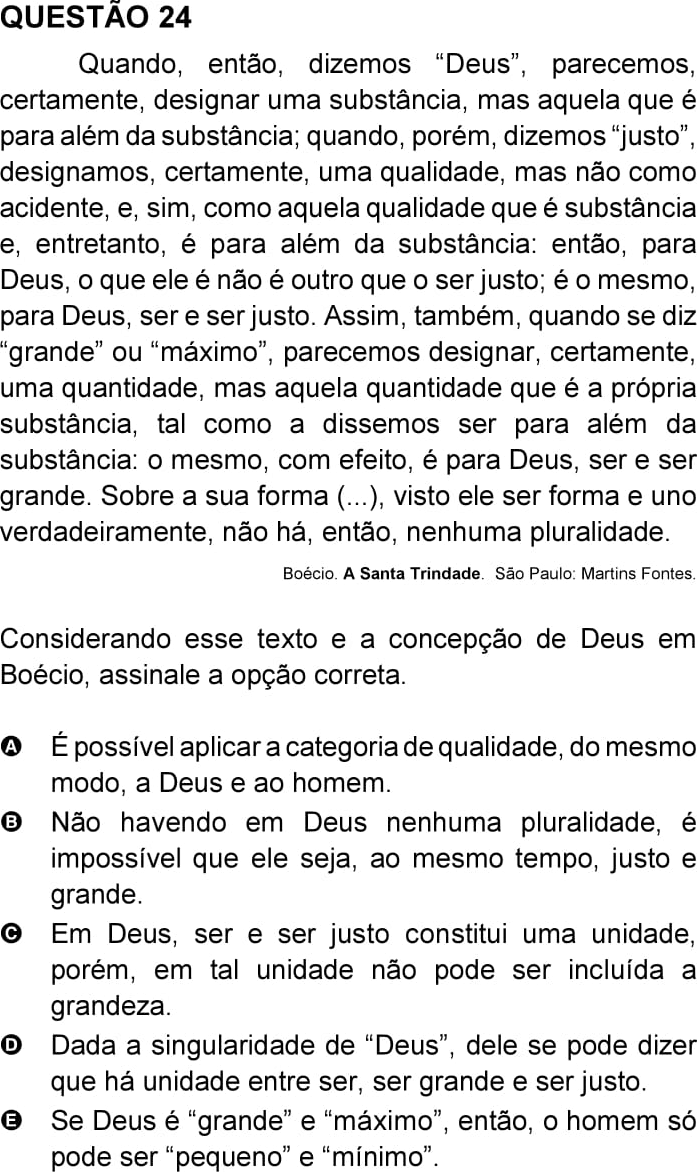 QUESTÃO 24
Quando, então, dizemos “Deus”, parecemos,
certamente, designar uma substância, mas aquela que é
para além da substância; quando, porém, dizemos “justo”,
designamos, certamente, uma qualidade, mas não como
acidente, e, sim, como aquela qualidade que é substância
e, entretanto, é para além da substância: então, para
Deus, o que ele é não é outro que o ser justo; é o mesmo,
para Deus, ser e ser justo. Assim, também, quando se diz
“grande” ou “máximo”, parecemos designar, certamente,
uma quantidade, mas aquela quantidade que é a própria
substância, tal como a dissemos ser para além da
substância: o mesmo, com efeito, é para Deus, ser e ser
grande. Sobre a sua forma (...), visto ele ser forma e uno
verdadeiramente, não há, então, nenhuma pluralidade.
Boécio. A Santa Trindade. São Paulo: Martins Fontes.
Considerando esse texto e a concepção de Deus em
Boécio, assinale a opção correta.
A É possível aplicar a categoria de qualidade, do mesmo
modo, a Deus e ao homem.
B Não havendo em Deus nenhuma pluralidade, é
impossível que ele seja, ao mesmo tempo, justo e
grande.
C Em Deus, ser e ser justo constitui uma unidade,
porém, em tal unidade não pode ser incluída a
grandeza.
D Dada a singularidade de “Deus”, dele se pode dizer
que há unidade entre ser, ser grande e ser justo.
E Se Deus é “grande” e “máximo”, então, o homem só
pode ser “pequeno” e “mínimo”.